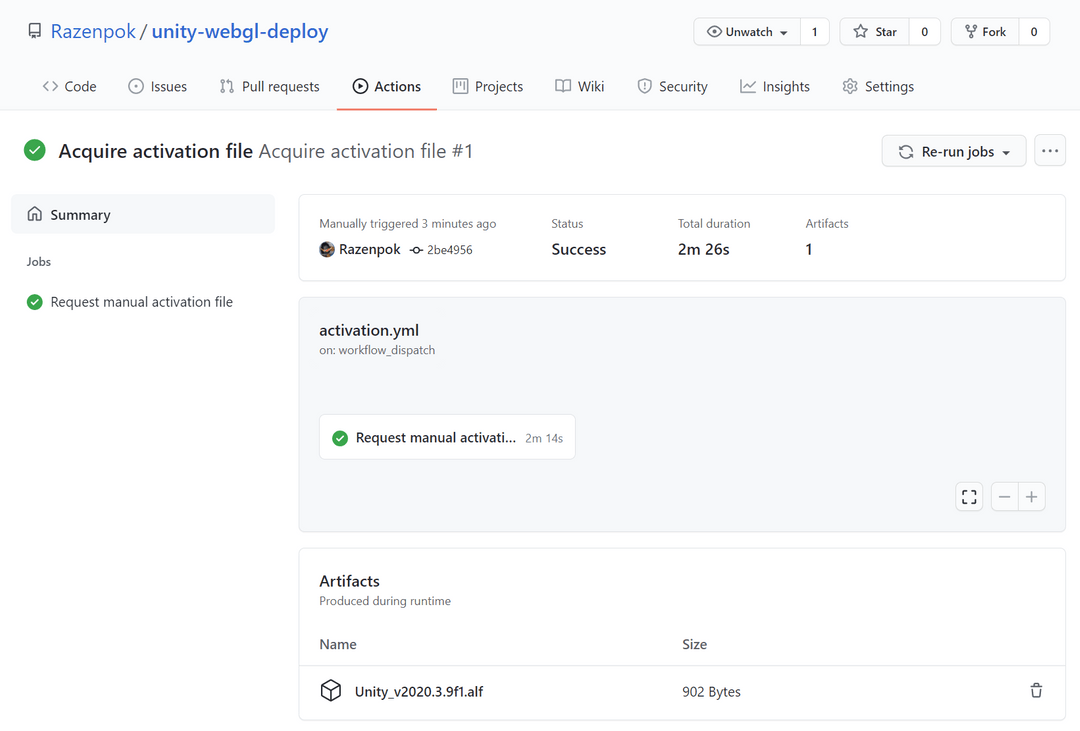 Razenpok / unity-webgl-deploy
Unwatch 1
Star 0
Fork 0
Code
Issues
Pull requests
Actions
Projects
Wiki
Security
Insights
Settings
Acquire activation file Acquire activation file #1
Re-run jobs
Summary
Jobs
Request manual activation file
Manually triggered 3 minutes ago
Razenpok 2be4956
Status
Success
Total duration
2m 26s
Artifacts
1
activation.yml
on: workflow_dispatch
Request manual activati... 2m 14s
Artifacts
Produced during runtime
Name Size
Unity_v2020.3.9f1.alf 902 Bytes